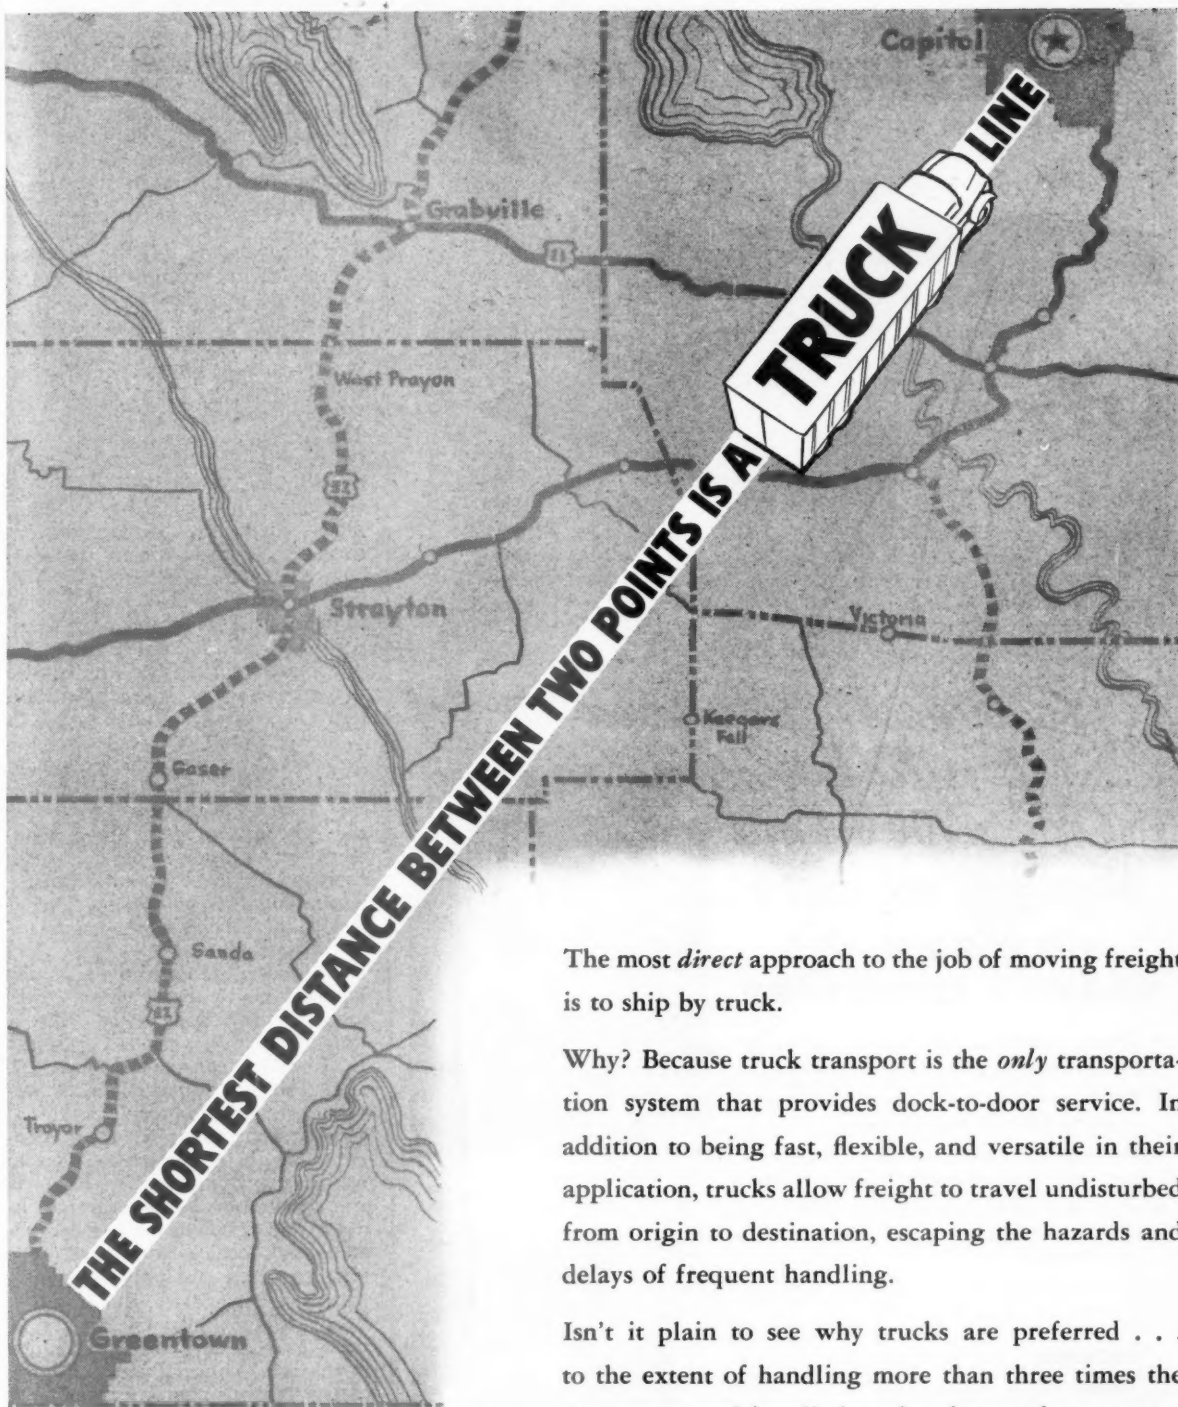 Capitol
THE SHORTEST DISTANCE BETWEEN TWO POINTS IS A TRUCK LINE
Grabville
West Prayon
Strayton
Victoria
Keegans
Fall
Gaser
Sanda
Troyor
Greentown
The most direct approach to the job of moving freight
is to ship by truck.
Why? Because truck transport is the only transporta-
tion system that provides dock-to-door service. In
addition to being fast, flexible, and versatile in their
application, trucks allow freight to travel undisturbed
from origin to destination, escaping the hazards and
delays of frequent handling.
Isn't it plain to see why trucks are preferred . . .
to the extent of handling more than three times the